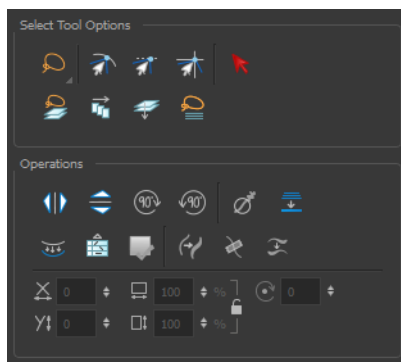 Select Tool Options
Operations
90° 90°
X 0 100 % 0
Y 0 100 %